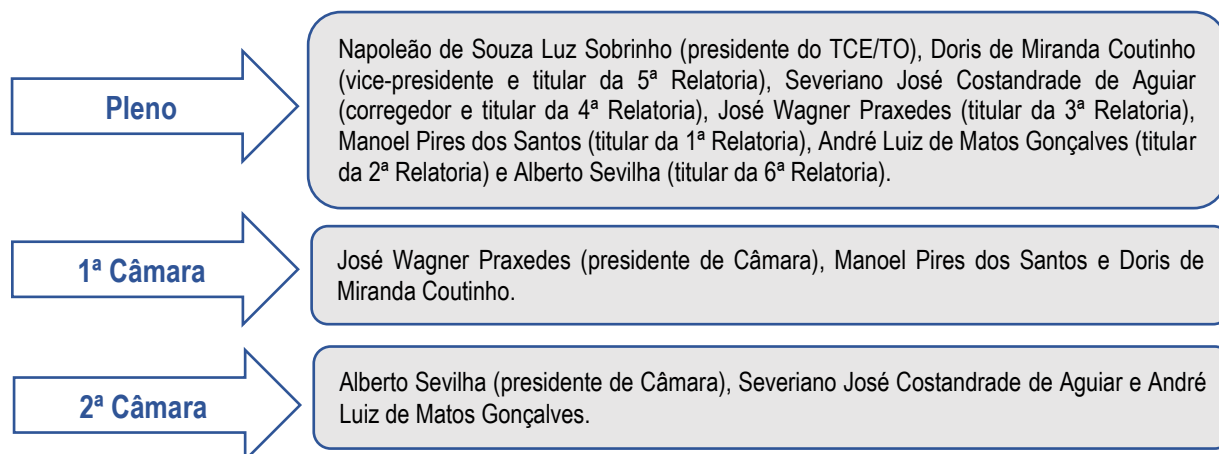 Pleno
Napoleão de Souza Luz Sobrinho (presidente do TCE/TO), Doris de Miranda Coutinho
(vice-presidente e titular da 5ª Relatoria), Severiano José Costandrade de Aguiar
(corregedor e titular da 4ª Relatoria), José Wagner Praxedes (titular da 3ª Relatoria),
Manoel Pires dos Santos (titular da 1ª Relatoria), André Luiz de Matos Gonçalves (titular
da 2ª Relatoria) e Alberto Sevilha (titular da 6ª Relatoria).
1ª Câmara
José Wagner Praxedes (presidente de Câmara), Manoel Pires dos Santos e Doris de
Miranda Coutinho.
2ª Câmara
Alberto Sevilha (presidente de Câmara), Severiano José Costandrade de Aguiar e André
Luiz de Matos Gonçalves.